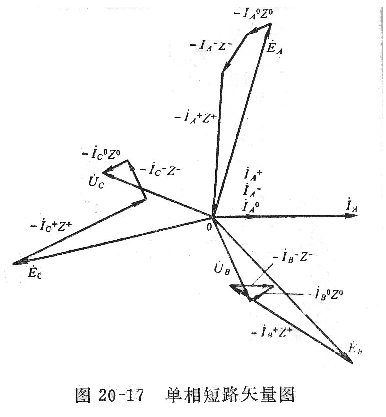 -İA⁰Z⁰
-İA⁻Z⁻
ĖA
-İA⁺Z⁺
-İC⁰Z⁰
-İC⁻Z⁻
U̇C
İA⁺
İA⁻
İA⁰
İA
-İC⁺Z⁺
0
ĖC
U̇B
-İB⁻Z⁻
-İB⁰Z⁰
-İB⁺Z⁺
ĖB
图 20-17 单相短路矢量图